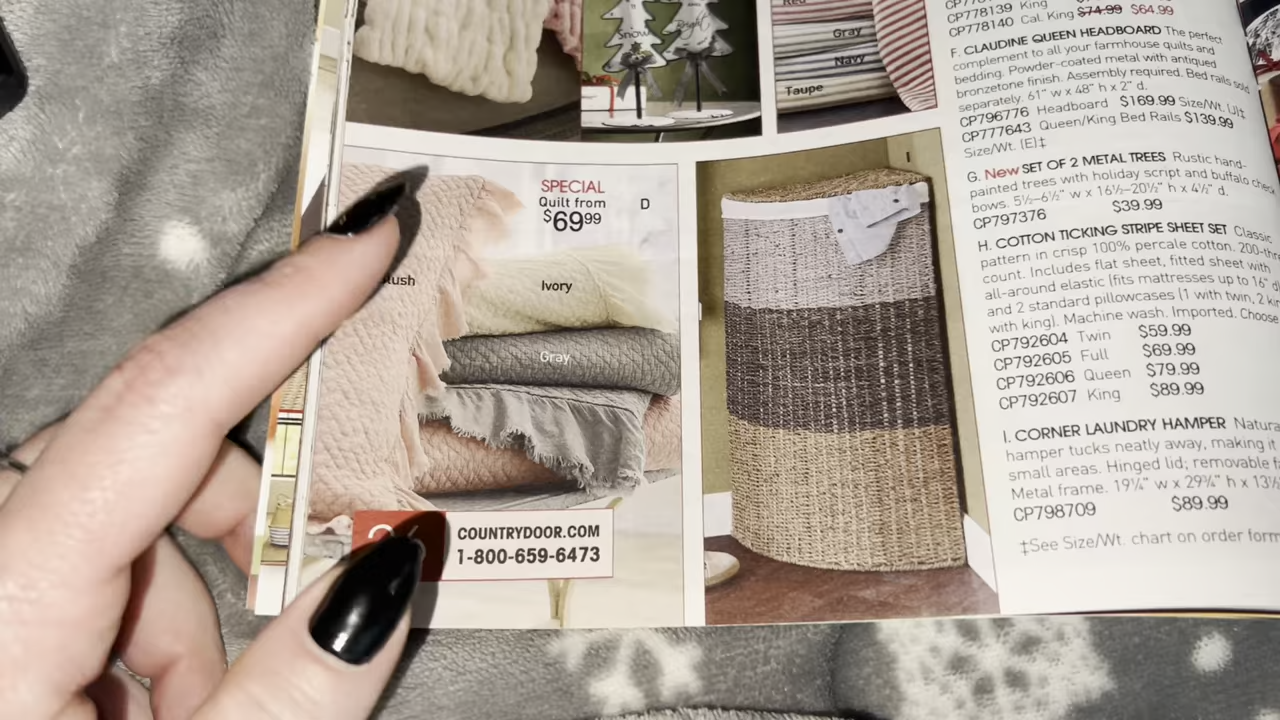 Snow
Bright
Red
Gray
Navy
Taupe
SPECIAL
Quilt from
$69.99
D
Ivory
Gray
COUNTRYDOOR.COM
1-800-659-6473
CP778139 King
CP778140 Cal. King $74.99 $64.99
F. CLAUDINE QUEEN HEADBOARD The perfect
complement to all your farmhouse quilts and
bedding. Powder-coated metal with antiqued
bronzetone finish. Assembly required. Bed rails sold
separately. 61" w x 48" h x 2" d.
CP796776 Headboard $169.99 Size/Wt. (J)‡
CP777643 Queen/King Bed Rails $139.99
Size/Wt. (E)‡
G. New SET OF 2 METAL TREES Rustic hand-
painted trees with holiday script and buffalo check
bows. 5½–6½" w x 16½–20½" h x 4½" d.
CP797376 $39.99
H. COTTON TICKING STRIPE SHEET SET Classic
pattern in crisp 100% percale cotton. 200-
count. Includes flat sheet, fitted sheet with
all-around elastic (fits mattresses up to 16"
and 2 standard pillowcases (1 with twin, 2
with king). Machine wash. Imported. Choose
CP792604 Twin $59.99
CP792605 Full $69.99
CP792606 Queen $79.99
CP792607 King $89.99
I. CORNER LAUNDRY HAMPER
hamper tucks neatly away, making it
small areas. Hinged lid; removable
Metal frame. 19¼" w x 29¾" h x
CP798709 $89.99
‡See Size/Wt. chart on order form